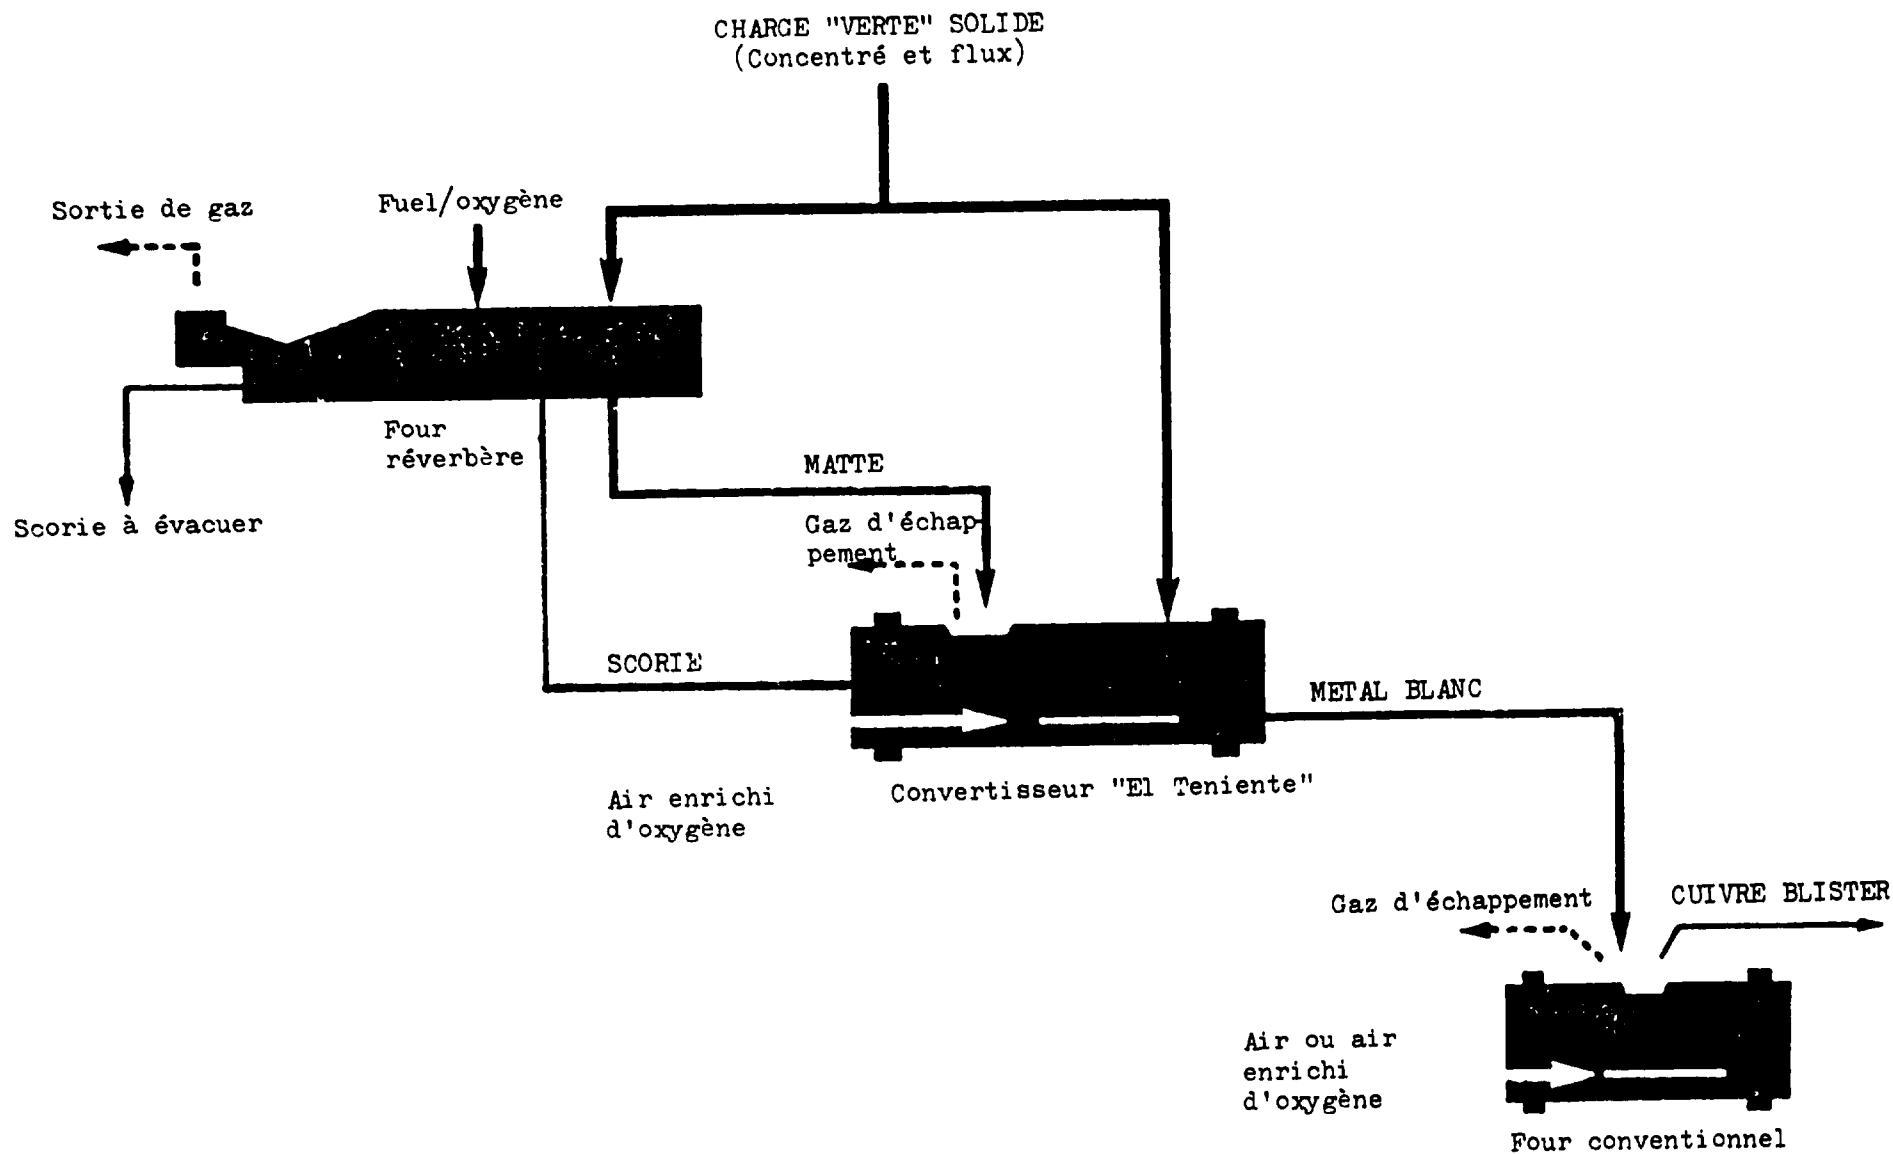 CHARGE "VERTE" SOLIDE
(Concentré et flux)
Sortie de gaz
Fuel/oxygène
Four
réverbère
MATTE
Scorie à évacuer
Gaz d'échap-
pement
SCORIE
METAL BLANC
Convertisseur "El Teniente"
Air enrichi
d'oxygène
Gaz d'échappement
CUIVRE BLISTER
Air ou air
enrichi
d'oxygène
Four conventionnel